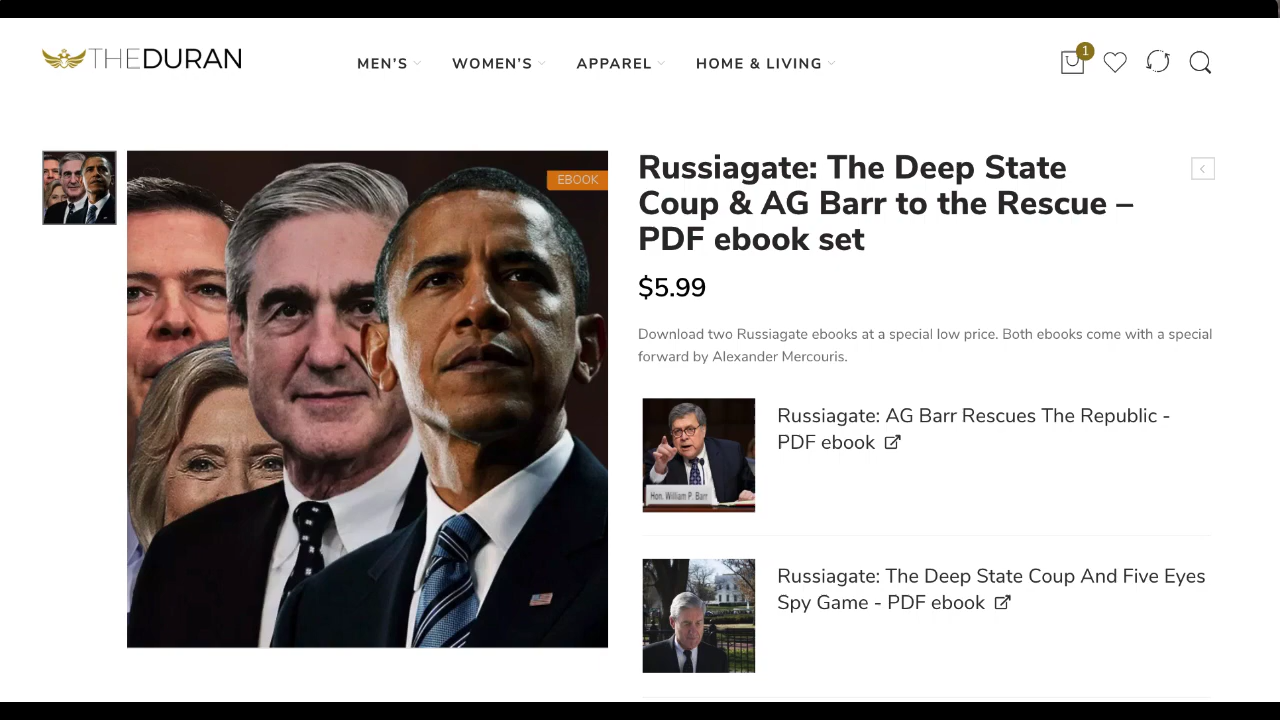 THEDURAN
MEN'S
WOMEN'S
APPAREL
HOME & LIVING
1
EBOOK
Russiagate: The Deep State
Coup & AG Barr to the Rescue –
PDF ebook set
$5.99
Download two Russiagate ebooks at a special low price. Both ebooks come with a special
forward by Alexander Mercouris.
Russiagate: AG Barr Rescues The Republic -
PDF ebook
Hon. William P. Barr
Russiagate: The Deep State Coup And Five Eyes
Spy Game - PDF ebook